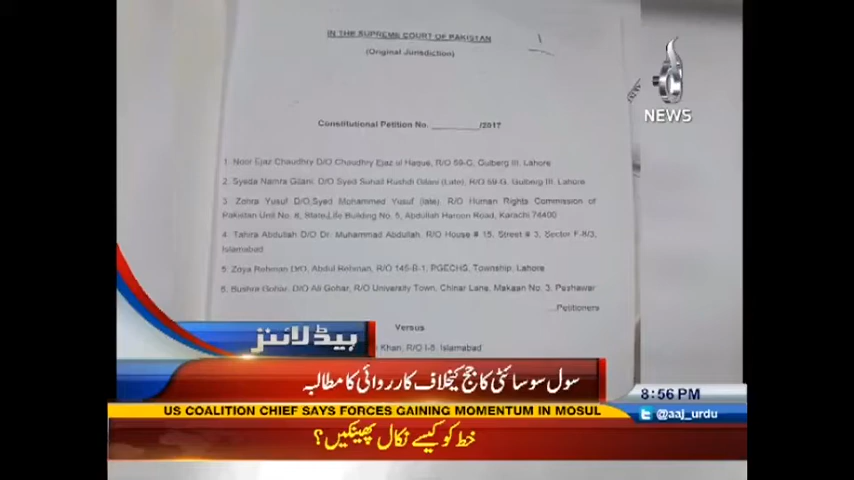 IN THE SUPREME COURT OF PAKISTAN
(Original Jurisdiction)
1
Constitutional Petition No. ________/2017
1. Noor Ejaz Chaudhry D/O Chaudhry Ejaz ul Haque, R/O 59-G, Gulberg III, Lahore
2. Syeda Namra Gilani, D/O Syed Suhail Rashidi Gilani (Late), R/O 59-G, Gulberg III, Lahore
3. Zohra Yusuf D/O,Syed Mohammed Yusuf (late), R/O Human Rights Commission of
Pakistan Unit No. 6, State Life Building No. 5, Abdullah Haroon Road, Karachi 74400
4. Tahira Abdullah D/O Dr. Muhammad Abdullah, R/O House # 15, Street # 3, Sector F-8/3,
Islamabad
5. Zoya Rehman D/O, Abdul Rehman, R/O 145-B-1, PGECHS, Township, Lahore
6. Bushra Gohar, D/O Ali Gohar, R/O University Town, Chinar Lane, Makaan No. 3, Peshawar
...Petitioners
Versus
Khan, R/O I-8, Islamabad
NEWS
ہیڈلائنز
سول سوسائٹی کا جج کیخلاف کارروائی کا مطالبہ
8:56 PM
US COALITION CHIEF SAYS FORCES GAINING MOMENTUM IN MOSUL
@aaj_urdu
خط کو کیسے نکال پھینکیں؟